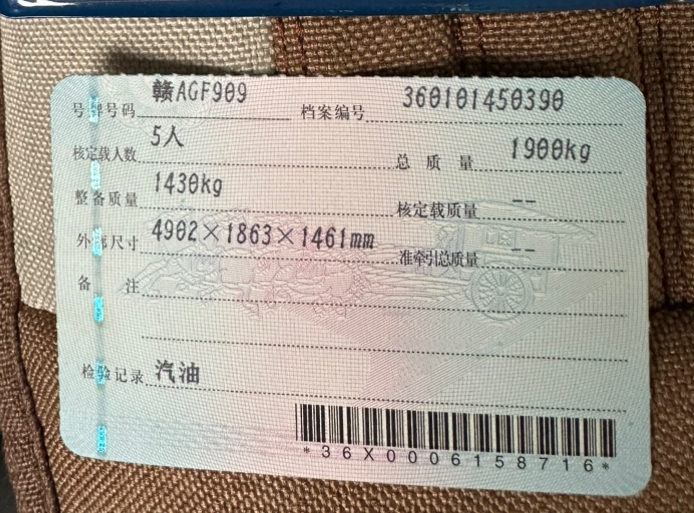 号牌号码 赣AGF909 档案编号 360101450390
核定载人数 5人 总质量 1900kg
整备质量 1430kg 核定载质量 --
外廓尺寸 4902×1863×1461mm 准牵引总质量 --
备注
检验记录 汽油
*36X0006158716*